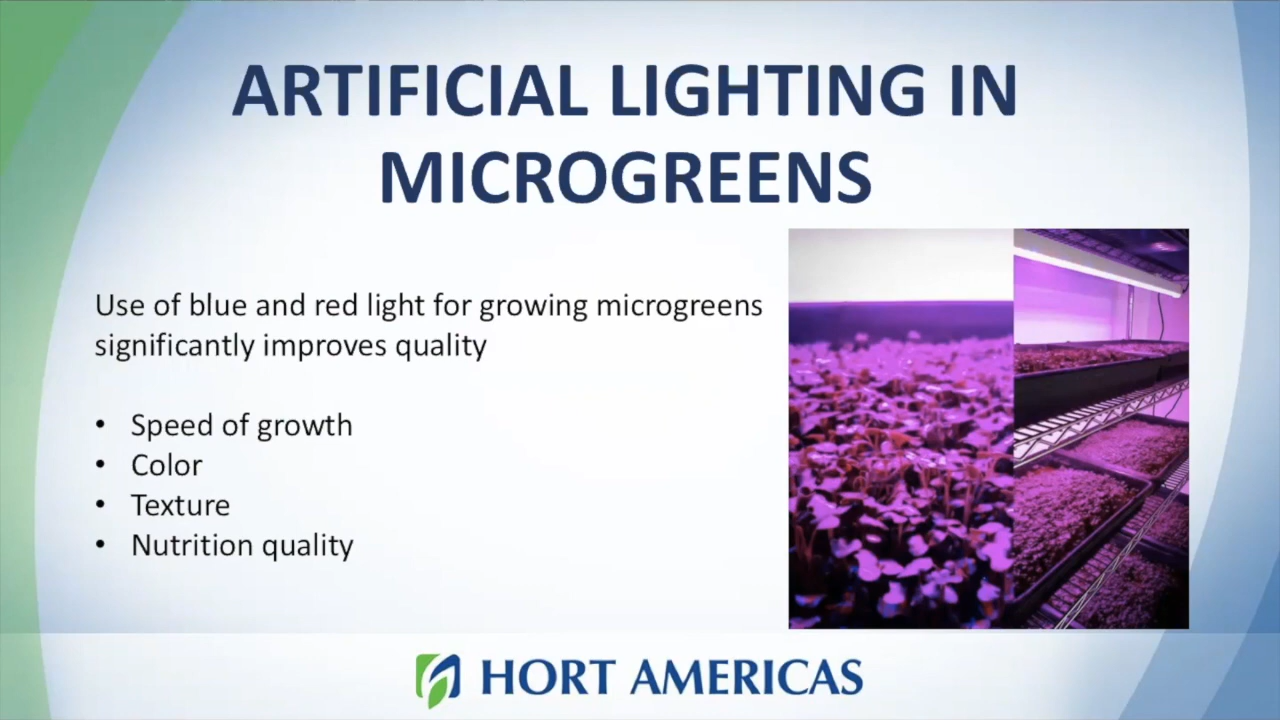 ARTIFICIAL LIGHTING IN
MICROGREENS
Use of blue and red light for growing microgreens
significantly improves quality
• Speed of growth
• Color
• Texture
• Nutrition quality
HORT AMERICAS